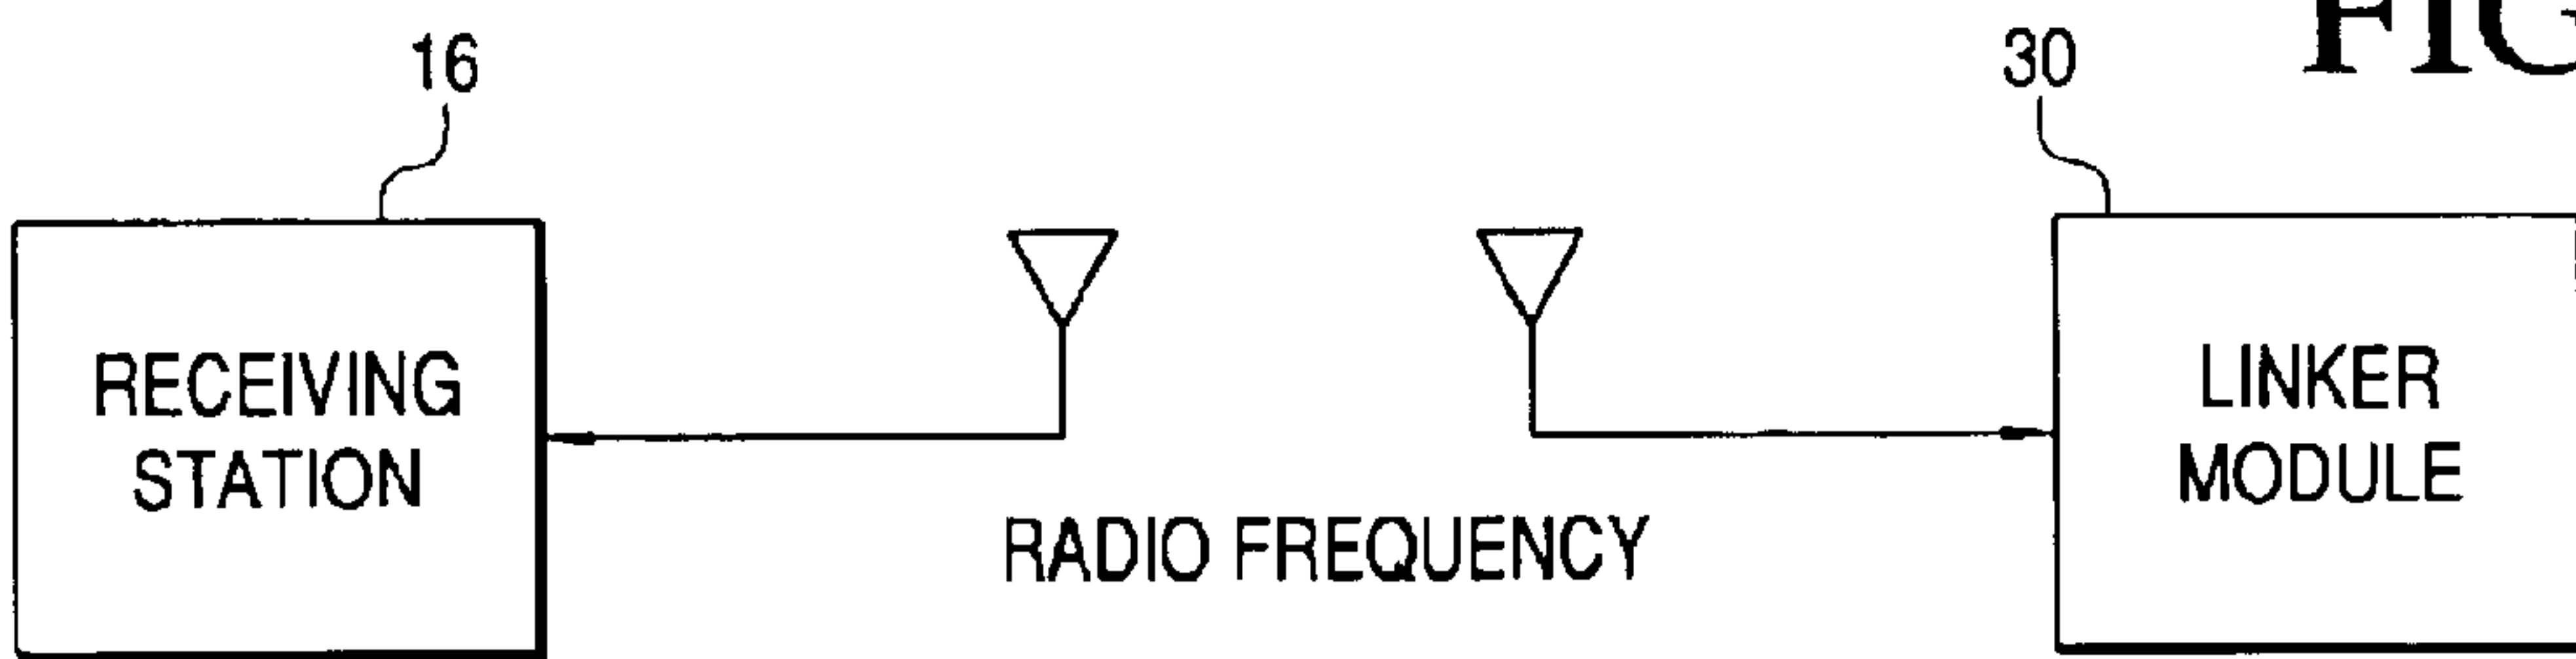 16
30
FIG
RECEIVING
STATION
RADIO FREQUENCY
LINKER
MODULE